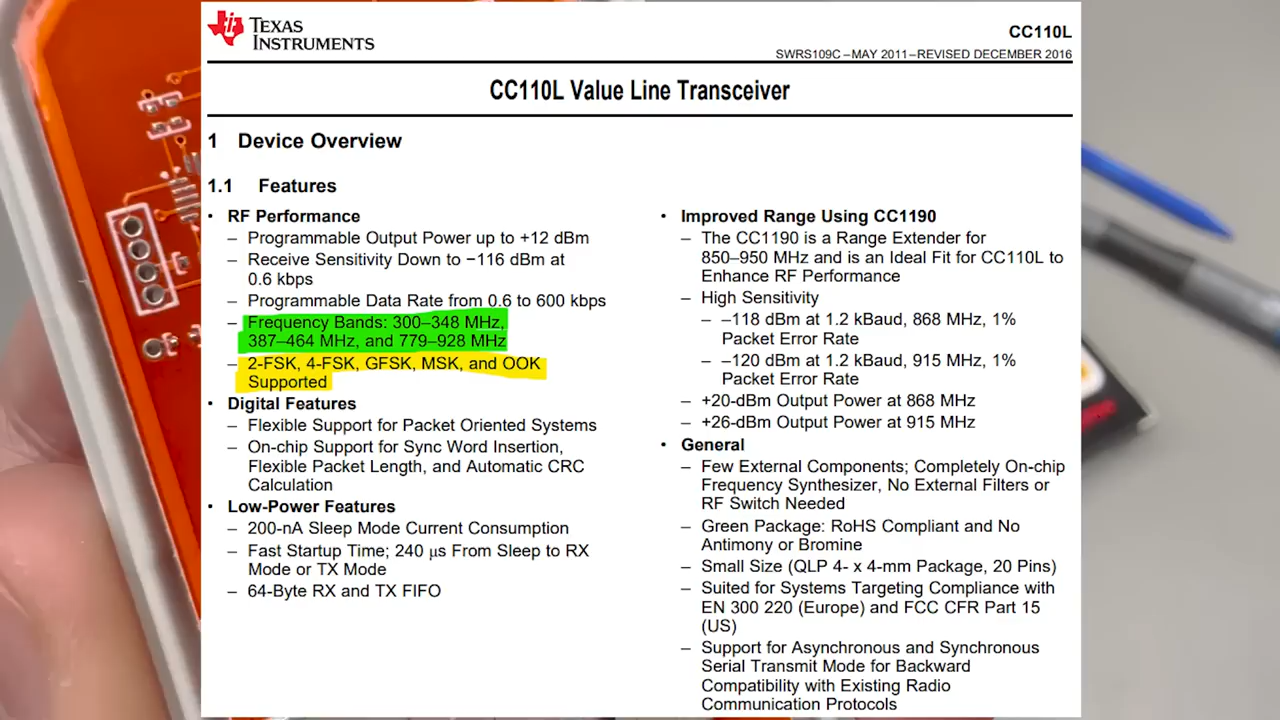 TEXAS
INSTRUMENTS
CC110L
SWRS109C – MAY 2011 – REVISED DECEMBER 2016
CC110L Value Line Transceiver
1 Device Overview
1.1 Features
• RF Performance
– Programmable Output Power up to +12 dBm
– Receive Sensitivity Down to −116 dBm at
0.6 kbps
– Programmable Data Rate from 0.6 to 600 kbps
– Frequency Bands: 300–348 MHz,
387–464 MHz, and 779–928 MHz
– 2-FSK, 4-FSK, GFSK, MSK, and OOK
Supported
• Digital Features
– Flexible Support for Packet Oriented Systems
– On-chip Support for Sync Word Insertion,
Flexible Packet Length, and Automatic CRC
Calculation
• Low-Power Features
– 200-nA Sleep Mode Current Consumption
– Fast Startup Time; 240 μs From Sleep to RX
Mode or TX Mode
– 64-Byte RX and TX FIFO
• Improved Range Using CC1190
– The CC1190 is a Range Extender for
850–950 MHz and is an Ideal Fit for CC110L to
Enhance RF Performance
– High Sensitivity
– –118 dBm at 1.2 kBaud, 868 MHz, 1%
Packet Error Rate
– –120 dBm at 1.2 kBaud, 915 MHz, 1%
Packet Error Rate
– +20-dBm Output Power at 868 MHz
– +26-dBm Output Power at 915 MHz
• General
– Few External Components; Completely On-chip
Frequency Synthesizer, No External Filters or
RF Switch Needed
– Green Package: RoHS Compliant and No
Antimony or Bromine
– Small Size (QLP 4- x 4-mm Package, 20 Pins)
– Suited for Systems Targeting Compliance with
EN 300 220 (Europe) and FCC CFR Part 15
(US)
– Support for Asynchronous and Synchronous
Serial Transmit Mode for Backward
Compatibility with Existing Radio
Communication Protocols